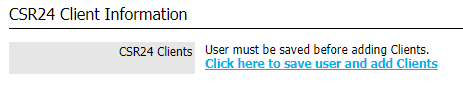 CSR24 Client Information
CSR24 Clients
User must be saved before adding Clients.
Click here to save user and add Clients